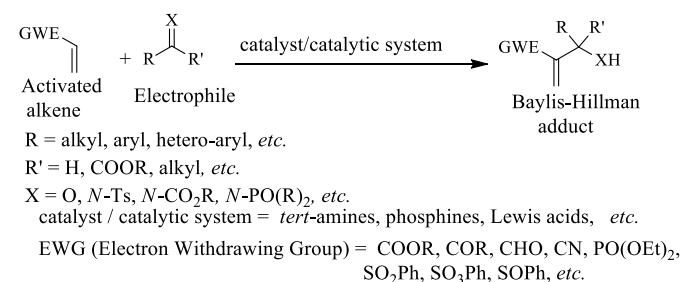 X
GWE
+ R R'
catalyst/catalytic system
R R'
GWE
XH
Activated
alkene
Electrophile
Baylis-Hillman
adduct
R = alkyl, aryl, hetero-aryl, etc.
R' = H, COOR, alkyl, etc.
X = O, N-Ts, N-CO₂R, N-PO(R)₂, etc.
catalyst / catalytic system = tert-amines, phosphines, Lewis acids, etc.
EWG (Electron Withdrawing Group) = COOR, COR, CHO, CN, PO(OEt)₂,
SO₂Ph, SO₃Ph, SOPh, etc.